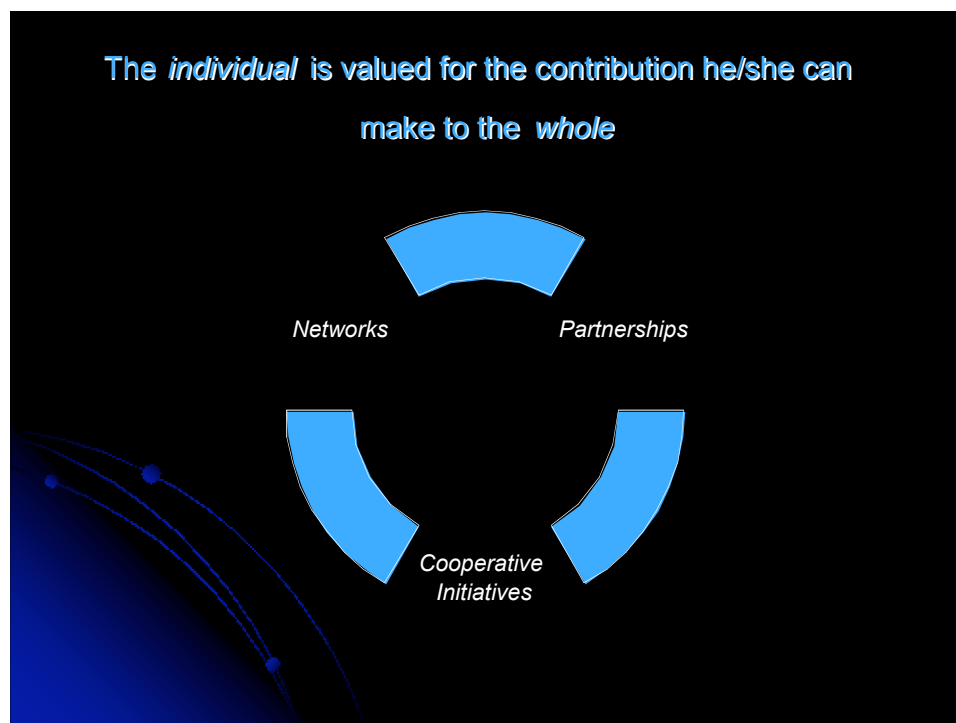 The individual is valued for the contribution he/she can
make to the whole
Networks
Partnerships
Cooperative
Initiatives